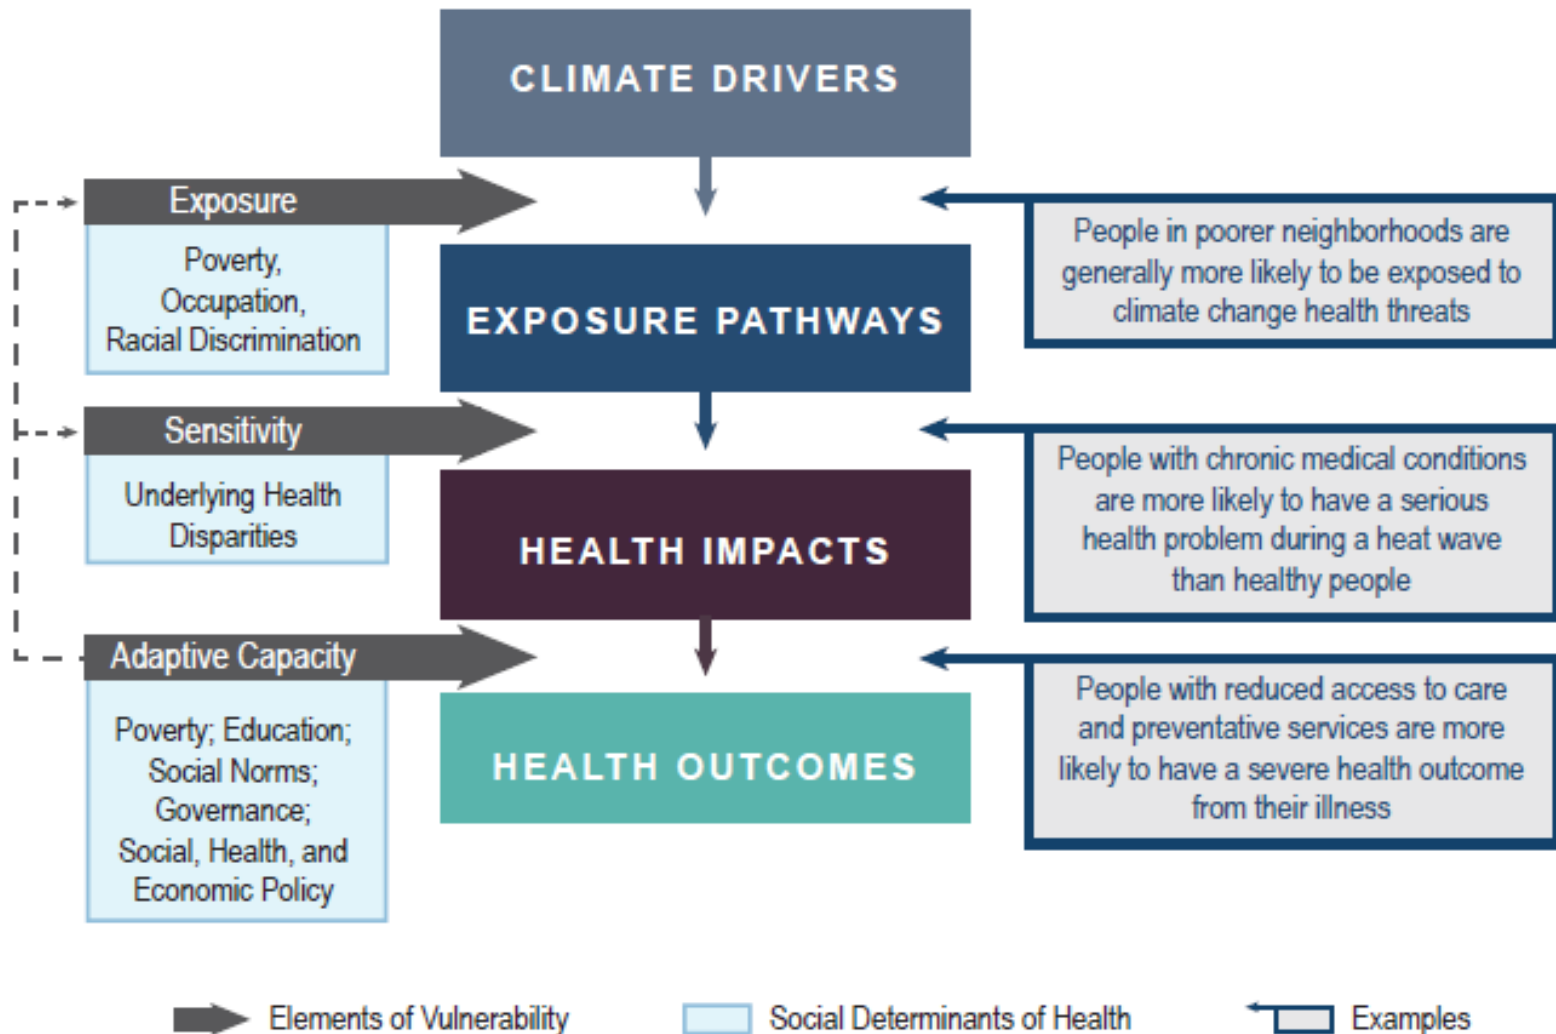 CLIMATE DRIVERS
Exposure
Poverty,
Occupation,
Racial Discrimination
People in poorer neighborhoods are
generally more likely to be exposed to
climate change health threats
EXPOSURE PATHWAYS
Sensitivity
Underlying Health
Disparities
People with chronic medical conditions
are more likely to have a serious
health problem during a heat wave
than healthy people
HEALTH IMPACTS
Adaptive Capacity
Poverty; Education;
Social Norms;
Governance;
Social, Health, and
Economic Policy
People with reduced access to care
and preventative services are more
likely to have a severe health outcome
from their illness
HEALTH OUTCOMES
Elements of Vulnerability
Social Determinants of Health
Examples